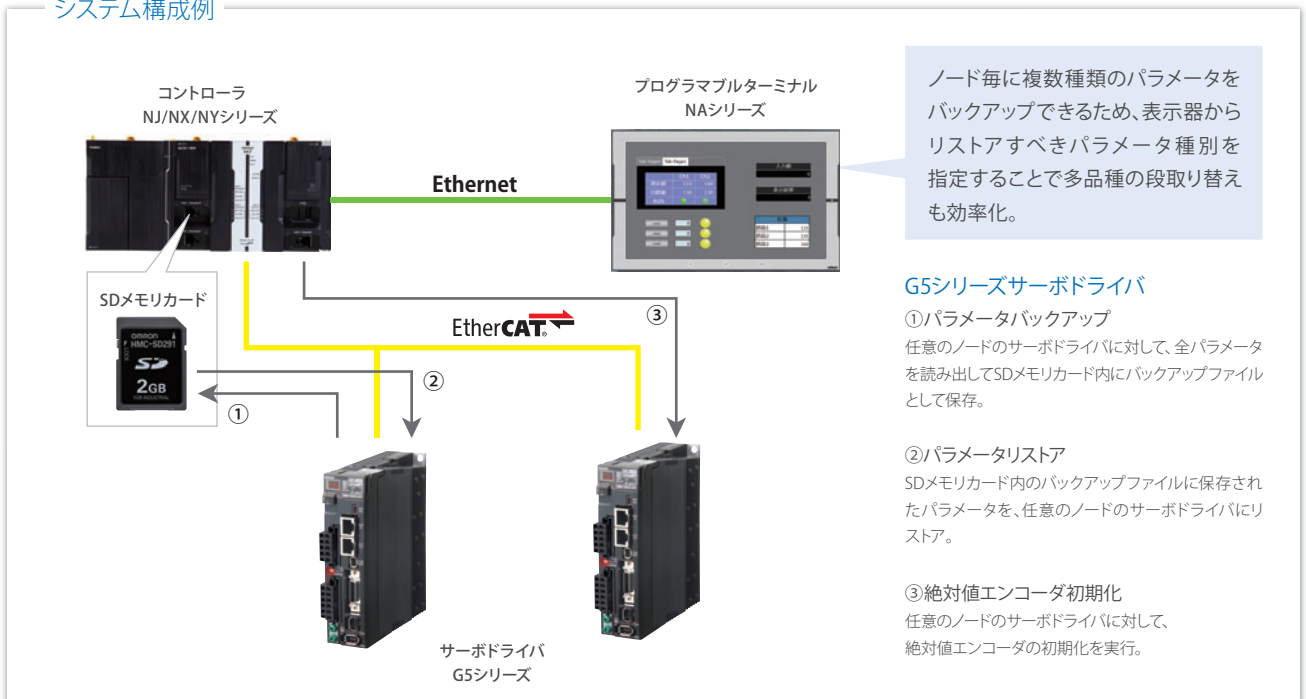 システム構成例
コントローラ
NJ/NX/NYシリーズ
プログラマブルターミナル
NAシリーズ
Ethernet
SDメモリカード
OMRON
HMC-SD291
2GB
FOR INDUSTRIAL
EtherCAT®
①
②
③
サーボドライバ
G5シリーズ
ノード毎に複数種類のパラメータを
バックアップできるため、表示器から
リストアすべきパラメータ種別を
指定することで多品種の段取り替え
も効率化。
G5シリーズサーボドライバ
①パラメータバックアップ
任意のノードのサーボドライバに対して、全パラメータ
を読み出してSDメモリカード内にバックアップファイル
として保存。
②パラメータリストア
SDメモリカード内のバックアップファイルに保存され
たパラメータを、任意のノードのサーボドライバにリ
ストア。
③絶対値エンコーダ初期化
任意のノードのサーボドライバに対して、
絶対値エンコーダの初期化を実行。